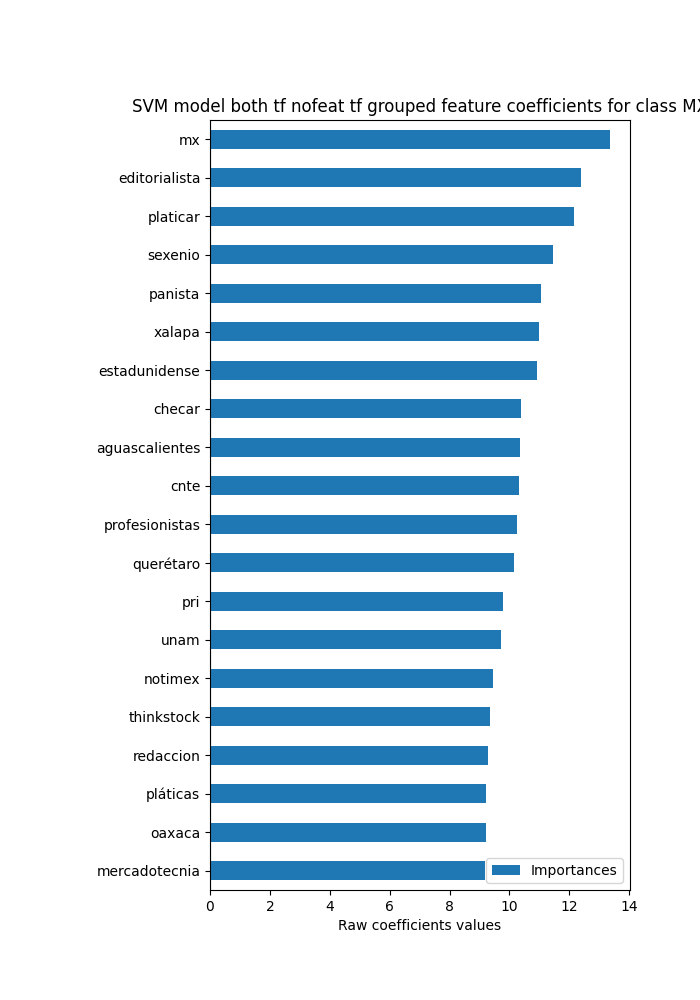 SVM model both tf nofeat tf grouped feature coefficients for class MX
mx
editorialista
platicar
sexenio
panista
xalapa
estadunidense
checar
aguascalientes
cnte
profesionistas
querétaro
pri
unam
notimex
thinkstock
redaccion
pláticas
oaxaca
mercadotecnia
Importances
0 2 4 6 8 10 12 14
Raw coefficients values